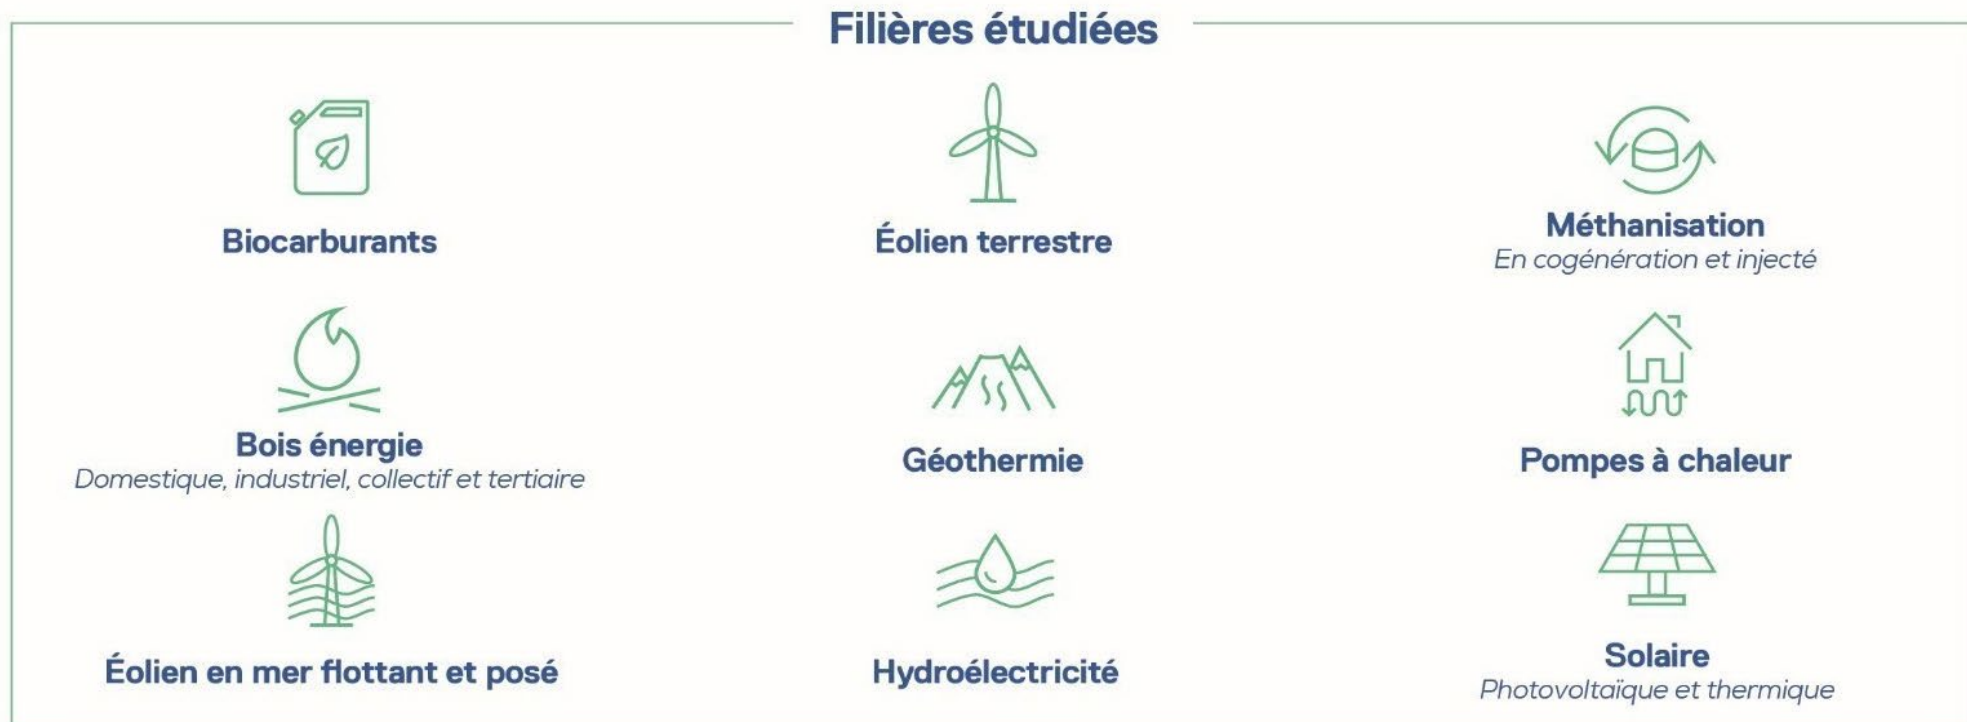 Filières étudiées
Biocarburants
Éolien terrestre
Méthanisation
En cogénération et injecté
Bois énergie
Domestique, industriel, collectif et tertiaire
Géothermie
Pompes à chaleur
Éolien en mer flottant et posé
Hydroélectricité
Solaire
Photovoltaïque et thermique